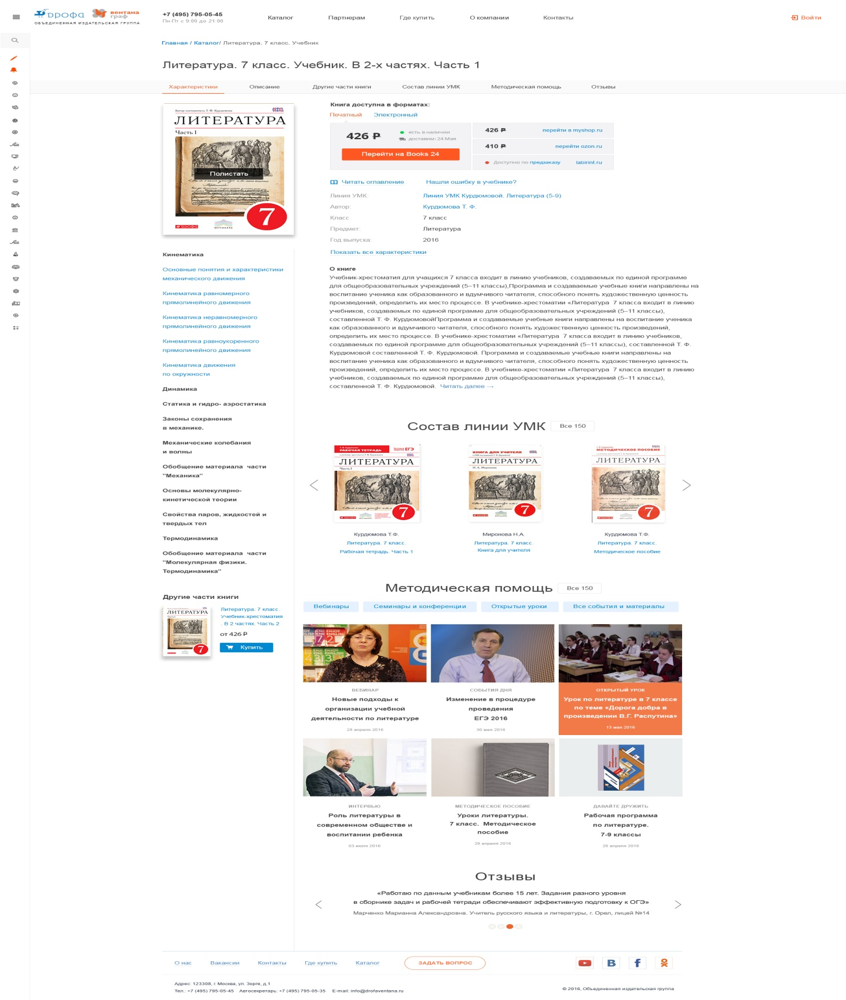 дрофа
вентана
граф
ОБЪЕДИНЕННАЯ ИЗДАТЕЛЬСКАЯ ГРУППА
+7 (495) 795-05-45
Пн-Пт с 9:00 до 21:00
Каталог
Партнерам
Где купить
О компании
Контакты
Войти
Главная / Каталог/ Литература. 7 класс. Учебник
Литература. 7 класс. Учебник. В 2-х частях. Часть 1
Характеристики
Описание
Другие части книги
Состав линии УМК
Методическая помощь
Отзывы
Автор-составитель Т. Ф. Курдюмова
ЛИТЕРАТУРА
Часть I
Полистать
7
ДРОФА
ВЕРТИКАЛЬ
Книга доступна в форматах:
Печатный
Электронный
426 ₽
есть в наличии
доставим: 24 Мая
Перейти на Books 24
426 ₽
перейти в myshop.ru
410 ₽
перейти ozon.ru
Доступно по предзаказу
labirint.ru
Читать оглавление
Нашли ошибку в учебнике?
Линия УМК:
Линия УМК Курдюмовой. Литература (5-9)
Автор:
Курдюмова Т. Ф.
Класс
7 класс
Предмет:
Литература
Год выпуска:
2016
Показать все характеристики
О книге
Учебник-хрестоматия для учащихся 7 класса входит в линию учебников, создаваемых по единой программе
для общеобразовательных учреждений (5–11 классы),Программа и создаваемые учебные книги направлены на
воспитание ученика как образованного и вдумчивого читателя, способного понять художественную ценность
произведений, определить их место процессе. В учебнике-хрестоматии «Литература  7 класса входит в линию
учебников, создаваемых по единой программе для общеобразовательных учреждений (5–11 классы),
составленной Т. Ф. КурдюмовойПрограмма и создаваемые учебные книги направлены на воспитание ученика
как образованного и вдумчивого читателя, способного понять художественную ценность произведений,
определить их место процессе. В учебнике-хрестоматии «Литература  7 класса входит в линию учебников,
создаваемых по единой программе для общеобразовательных учреждений (5–11 классы), составленной Т. Ф.
Курдюмовой составленной Т. Ф. Курдюмовой. Программа и создаваемые учебные книги направлены на
воспитание ученика как образованного и вдумчивого читателя, способного понять художественную ценность
произведений, определить их место процессе. В учебнике-хрестоматии «Литература  7 класса входит в линию
учебников, создаваемых по единой программе для общеобразовательных учреждений (5–11 классы),
составленной Т. Ф. Курдюмовой.  Читать далее →
Кинематика
Основные понятия и характеристики
механического движения
Кинематика равномерного
прямолинейного движения
Кинематика неравномерного
прямолинейного движения
Кинематика равноукоренного
прямолинейного движения
Кинематика движения
по окружности
Динамика
Статика и гидро- аэростатика
Законы сохранения
в механике.
Механические колебания
и волны
Обобщение материала  части
"Механика"
Основы молекулярно-
кинетической теории
Свойства паров, жидкостей и
твердых тел
Термодинамика
Обобщение материала  части
"Молекулярная физики.
Термодинамика"
Другие части книги
ЛИТЕРАТУРА
7
Литература. 7 класс.
Учебник-хрестоматия
. В 2 частях. Часть 2
от 426 ₽
Купить
Состав линии УМК
Все 150
РАБОЧАЯ ТЕТРАДЬ
ЕГЭ
ЛИТЕРАТУРА
Часть I
7
ДРОФА
Курдюмова Т.Ф.
Литература. 7 класс.
Рабочая тетрадь. Часть 1
КНИГА ДЛЯ УЧИТЕЛЯ
ЛИТЕРАТУРА
Н. А. Миронова
7
Миронова Н.А.
Литература. 7 класс.
Книга для учителя
МЕТОДИЧЕСКОЕ ПОСОБИЕ
ЛИТЕРАТУРА
7
Курдюмова Т.Ф.
Литература. 7 класс.
Методическое пособие
Методическая помощь
Все 150
Вебинары
Семинары и конференции
Открытые уроки
Все события и материалы
ВЕБИНАР
Новые подходы к
организации учебной
деятельности по литературе
28 апреля 2016
СОБЫТИЯ ДНЯ
Изменение в процедуре
проведения
ЕГЭ 2016
30 мая 2016
ОТКРЫТЫЙ УРОК
Урок по литературе в 7 классе
по теме «Дорога добра в
произведении В.Г. Распутина»
13 мая 2016
ИНТЕРВЬЮ
Роль литературы в
современном обществе и
воспитании ребенка
03 июля 2016
МЕТОДИЧЕСКОЕ ПОСОБИЕ
Уроки литературы.
7 класс.  Методическое
пособие
28 апреля 2016
ДАВАЙТЕ ДРУЖИТЬ
Рабочая программа
по литературе.
7-9 классы
28 апреля 2016
Отзывы
«Работаю по данным учебникам более 15 лет. Задания разного уровня
в сборнике задач и рабочей тетради обеспечивают эффективную подготовку к ОГЭ»
Марченко Марианна Александровна. Учитель русского языка и литературы, г. Орел, лицей №14
О нас
Вакансии
Контакты
Где купить
Каталог
ЗАДАТЬ ВОПРОС
Адрес: 123308, г. Москва, ул. Зорге, д.1
Тел.: +7 (495) 795-05-45   Автосекретарь: +7 (495) 795-05-35    E-mail: info@drofaventana.ru
© 2016, Объединенная издательская группа